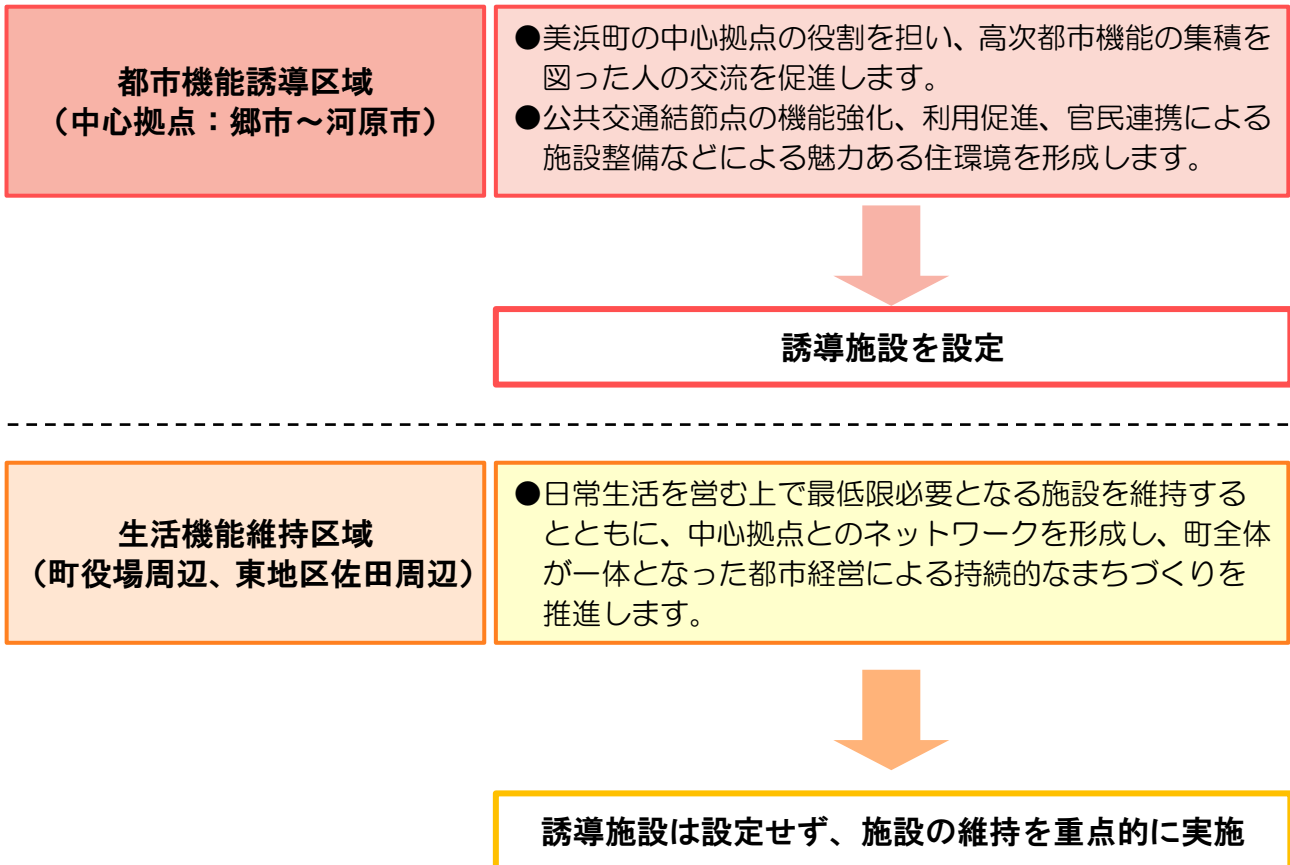 都市機能誘導区域
（中心拠点：郷市～河原市）
●美浜町の中心拠点の役割を担い、高次都市機能の集積を
図った人の交流を促進します。
●公共交通結節点の機能強化、利用促進、官民連携による
施設整備などによる魅力ある住環境を形成します。
誘導施設を設定
生活機能維持区域
（町役場周辺、東地区佐田周辺）
●日常生活を営む上で最低限必要となる施設を維持する
とともに、中心拠点とのネットワークを形成し、町全体
が一体となった都市経営による持続的なまちづくりを
推進します。
誘導施設は設定せず、施設の維持を重点的に実施